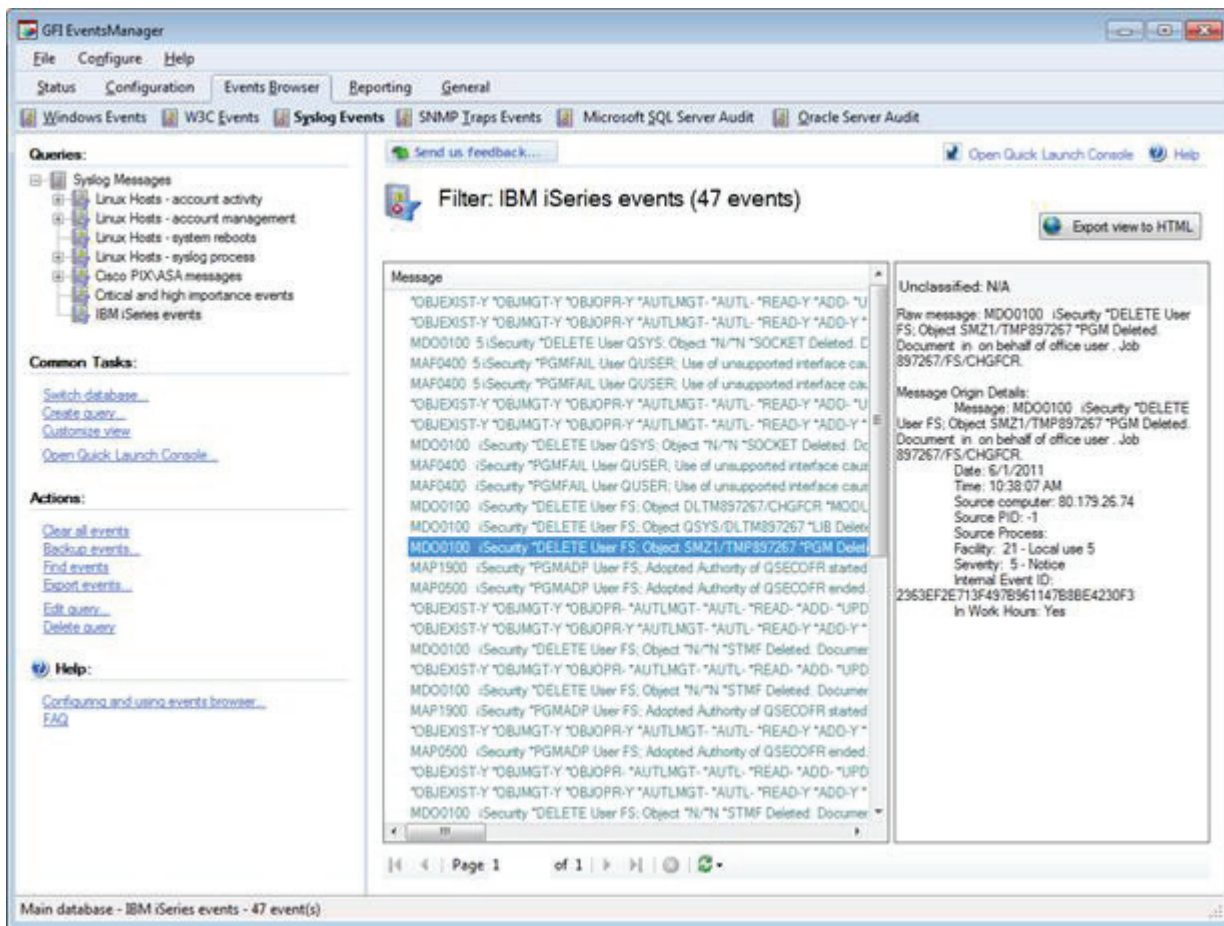 GFI EventsManager
File Configure Help
Status Configuration Events Browser Reporting General
Windows Events W3C Events Syslog Events SNMP Traps Events Microsoft SQL Server Audit Oracle Server Audit
Queries:
Syslog Messages
Linux Hosts - account activity
Linux Hosts - account management
Linux Hosts - system reboots
Linux Hosts - syslog process
Cisco PIX\ASA messages
Critical and high importance events
IBM iSeries events
Common Tasks:
Switch database...
Create query...
Customize view
Open Quick Launch Console...
Actions:
Clear all events
Backup events...
Find events
Export events...
Edit query...
Delete query
Help:
Configuring and using events browser...
FAQ
Send us feedback...
Open Quick Launch Console Help
Filter: IBM iSeries events (47 events)
Export view to HTML
Message
*OBJEXIST-Y *OBJMGT-Y *OBJOPR-Y *AUTLMGT- *AUTL- *READ-Y *ADD- *U
*OBJEXIST-Y *OBJMGT-Y *OBJOPR-Y *AUTLMGT- *AUTL- *READ-Y *ADD-Y *
MDO0100 5 iSecurity *DELETE User QSYS; Object *N/*N *SOCKET Deleted. D
MAF0400 5 iSecurity *PGMFAIL User QUSER; Use of unsupported interface cau
MAF0400 5 iSecurity *PGMFAIL User QUSER; Use of unsupported interface cau
*OBJEXIST-Y *OBJMGT-Y *OBJOPR-Y *AUTLMGT- *AUTL- *READ-Y *ADD- *U
*OBJEXIST-Y *OBJMGT-Y *OBJOPR-Y *AUTLMGT- *AUTL- *READ-Y *ADD-Y *
MDO0100 iSecurity *DELETE User QSYS; Object *N/*N *SOCKET Deleted. Do
MAF0400 iSecurity *PGMFAIL User QUSER; Use of unsupported interface caus
MAF0400 iSecurity *PGMFAIL User QUSER; Use of unsupported interface caus
MDO0100 iSecurity *DELETE User FS; Object DLTM897267/CHGFCR *MODL
MDO0100 iSecurity *DELETE User FS; Object QSYS/DLTM897267 *LIB Delete
MDO0100 iSecurity *DELETE User FS; Object SMZ1/TMP897267 *PGM Delet
MAP1900 iSecurity *PGMADP User FS; Adopted Authority of QSECOFR started
MAP0500 iSecurity *PGMADP User FS; Adopted Authority of QSECOFR ended.
*OBJEXIST-Y *OBJMGT-Y *OBJOPR- *AUTLMGT- *AUTL- *READ- *ADD- *UPD
*OBJEXIST-Y *OBJMGT-Y *OBJOPR-Y *AUTLMGT- *AUTL- *READ-Y *ADD-Y *
MDO0100 iSecurity *DELETE User FS; Object *N/*N *STMF Deleted. Documer
*OBJEXIST-Y *OBJMGT-Y *OBJOPR- *AUTLMGT- *AUTL- *READ- *ADD- *UPD
MDO0100 iSecurity *DELETE User FS; Object *N/*N *STMF Deleted. Documer
MAP1900 iSecurity *PGMADP User FS; Adopted Authority of QSECOFR started
*OBJEXIST-Y *OBJMGT-Y *OBJOPR-Y *AUTLMGT- *AUTL- *READ-Y *ADD-Y *
MAP0500 iSecurity *PGMADP User FS; Adopted Authority of QSECOFR ended.
*OBJEXIST-Y *OBJMGT-Y *OBJOPR- *AUTLMGT- *AUTL- *READ- *ADD- *UPD
*OBJEXIST-Y *OBJMGT-Y *OBJOPR-Y *AUTLMGT- *AUTL- *READ-Y *ADD-Y *
MDO0100 iSecurity *DELETE User FS; Object *N/*N *STMF Deleted. Documer
Unclassified: N/A
Raw message: MDO0100 iSecurity *DELETE User
FS; Object SMZ1/TMP897267 *PGM Deleted.
Document in on behalf of office user . Job
897267/FS/CHGFCR.
Message Origin Details:
Message: MDO0100 iSecurity *DELETE
User FS; Object SMZ1/TMP897267 *PGM Deleted.
Document in on behalf of office user . Job
897267/FS/CHGFCR.
Date: 6/1/2011
Time: 10:38:07 AM
Source computer: 80.179.26.74
Source PID: -1
Source Process:
Facility: 21 - Local use 5
Severity: 5 - Notice
Internal Event ID:
2363EF2E713F497B961147B8BE4230F3
In Work Hours: Yes
Page 1 of 1
Main database - IBM iSeries events - 47 event(s)